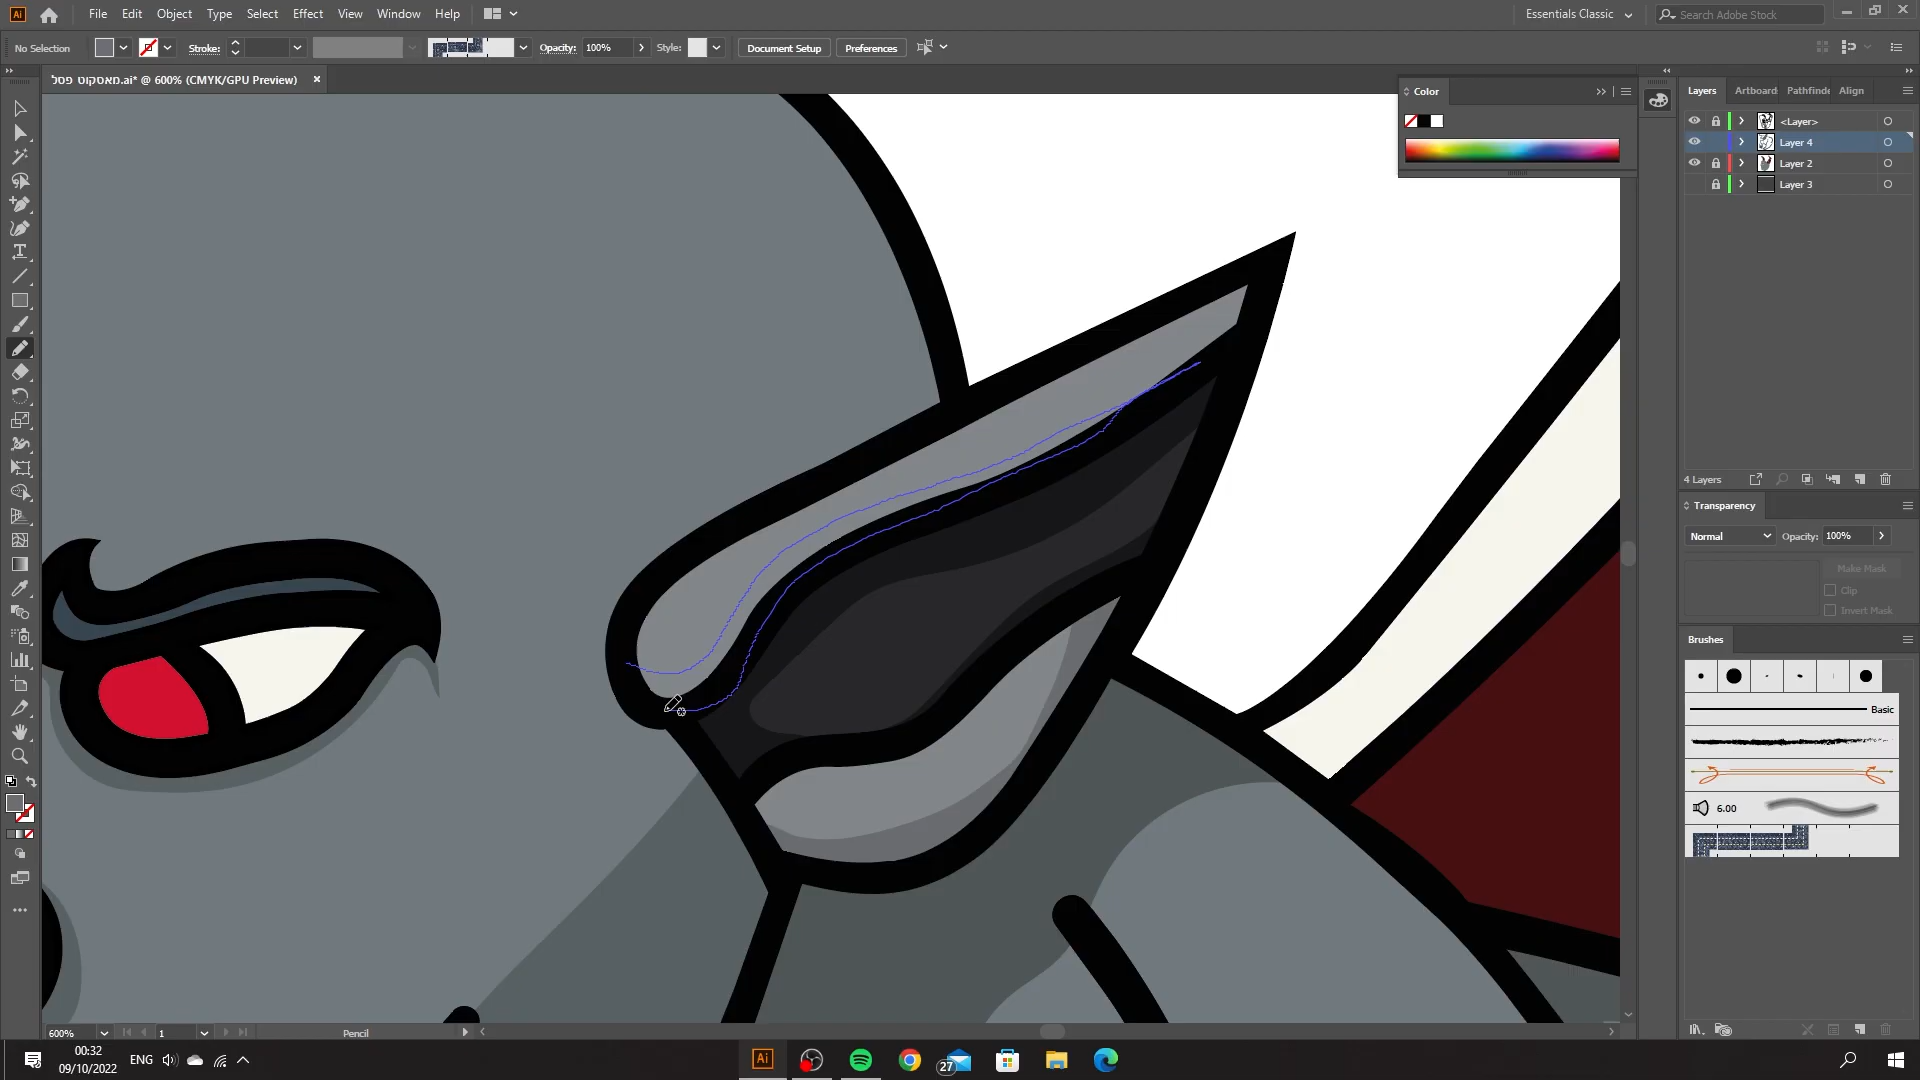 Ai File Edit Object Type Select Effect View Window Help Essentials Classic Search Adobe Stock
No Selection Stroke: Opacity: 100% Style: Document Setup Preferences
מאסקוט פסל.ai* @ 600% (CMYK/GPU Preview)
Color
Layers Artboard Pathfinde Align
<Layer>
Layer 4
Layer 2
Layer 3
4 Layers
Transparency
Normal Opacity: 100%
Make Mask
Clip
Invert Mask
Brushes
Basic
6.00
600% 1 Pencil
00:32
09/10/2022
ENG
Ai
27